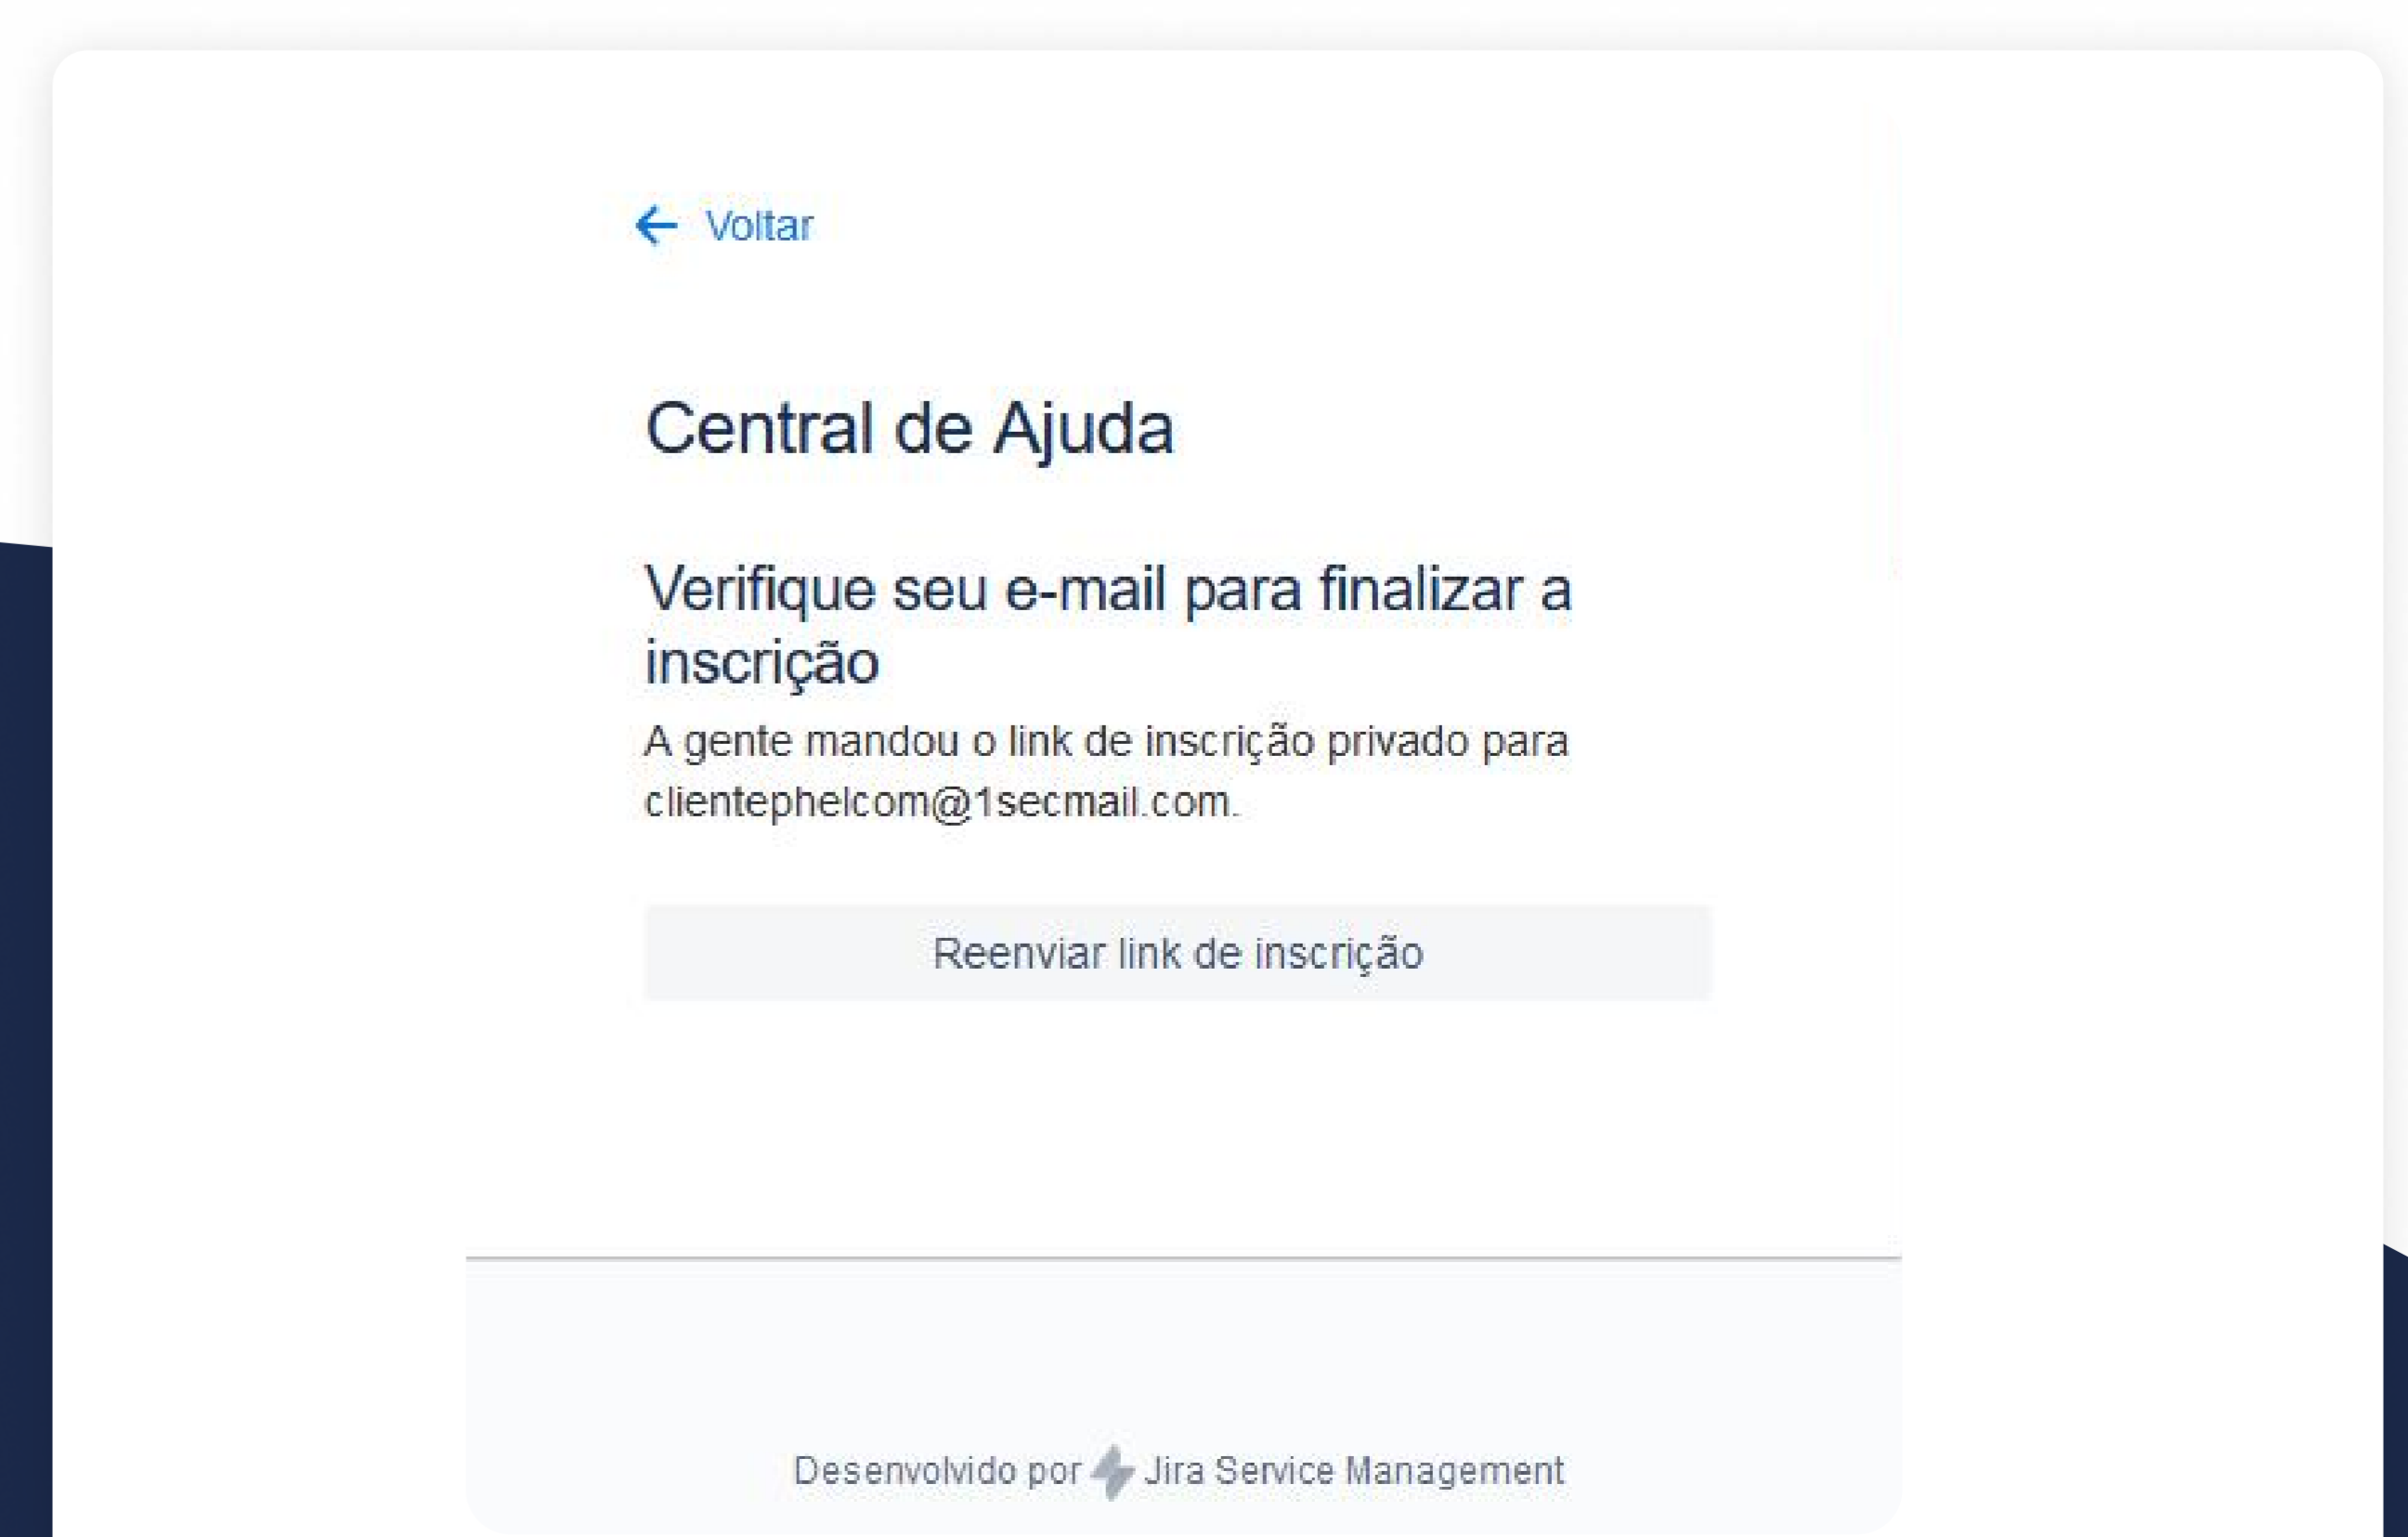 Voltar
Central de Ajuda
Verifique seu e-mail para finalizar a
inscrição
A gente mandou o link de inscrição privado para
clientephelcom@1secmail.com.
Reenviar link de inscrição
Desenvolvido por Jira Service Management